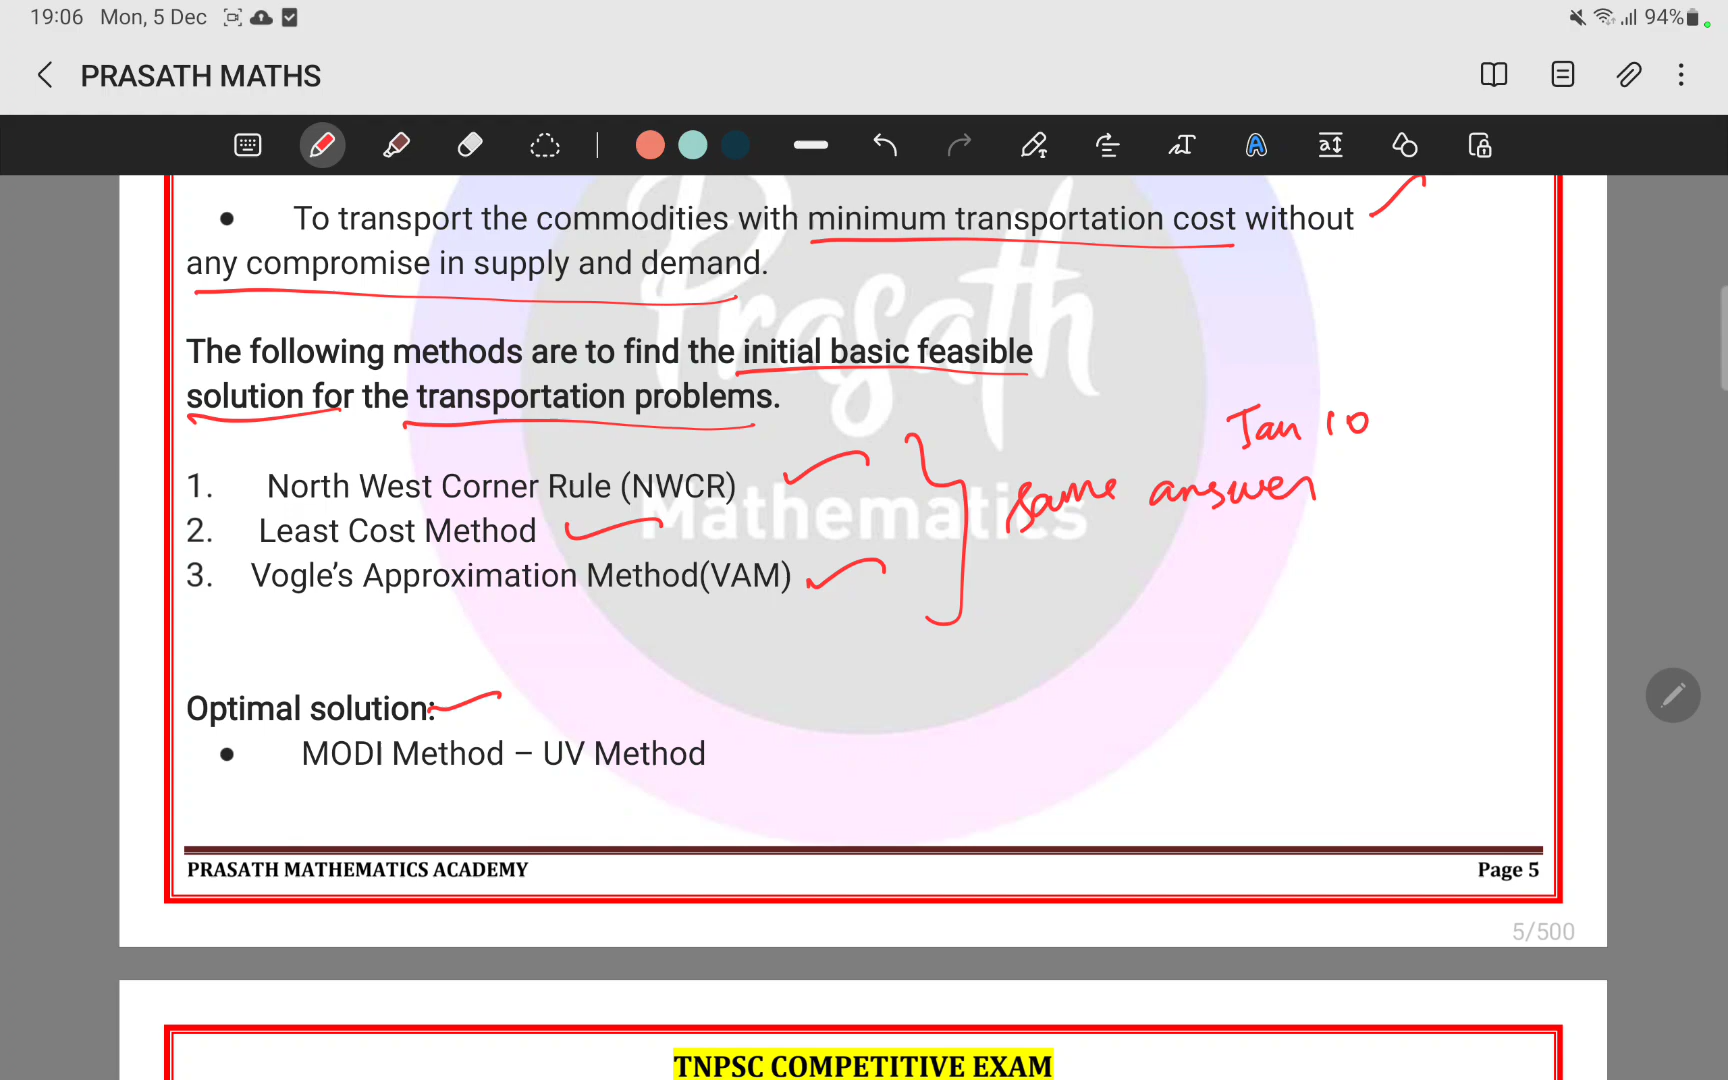 19:06 Mon, 5 Dec 94%
PRASATH MATHS
To transport the commodities with minimum transportation cost without
any compromise in supply and demand.
The following methods are to find the initial basic feasible
solution for the transportation problems.
Jan 10
1. North West Corner Rule (NWCR)
same answer
2. Least Cost Method
3. Vogle’s Approximation Method(VAM)
Prasath
Mathematics
Optimal solution:
MODI Method – UV Method
PRASATH MATHEMATICS ACADEMY Page 5
5/500
TNPSC COMPETITIVE EXAM